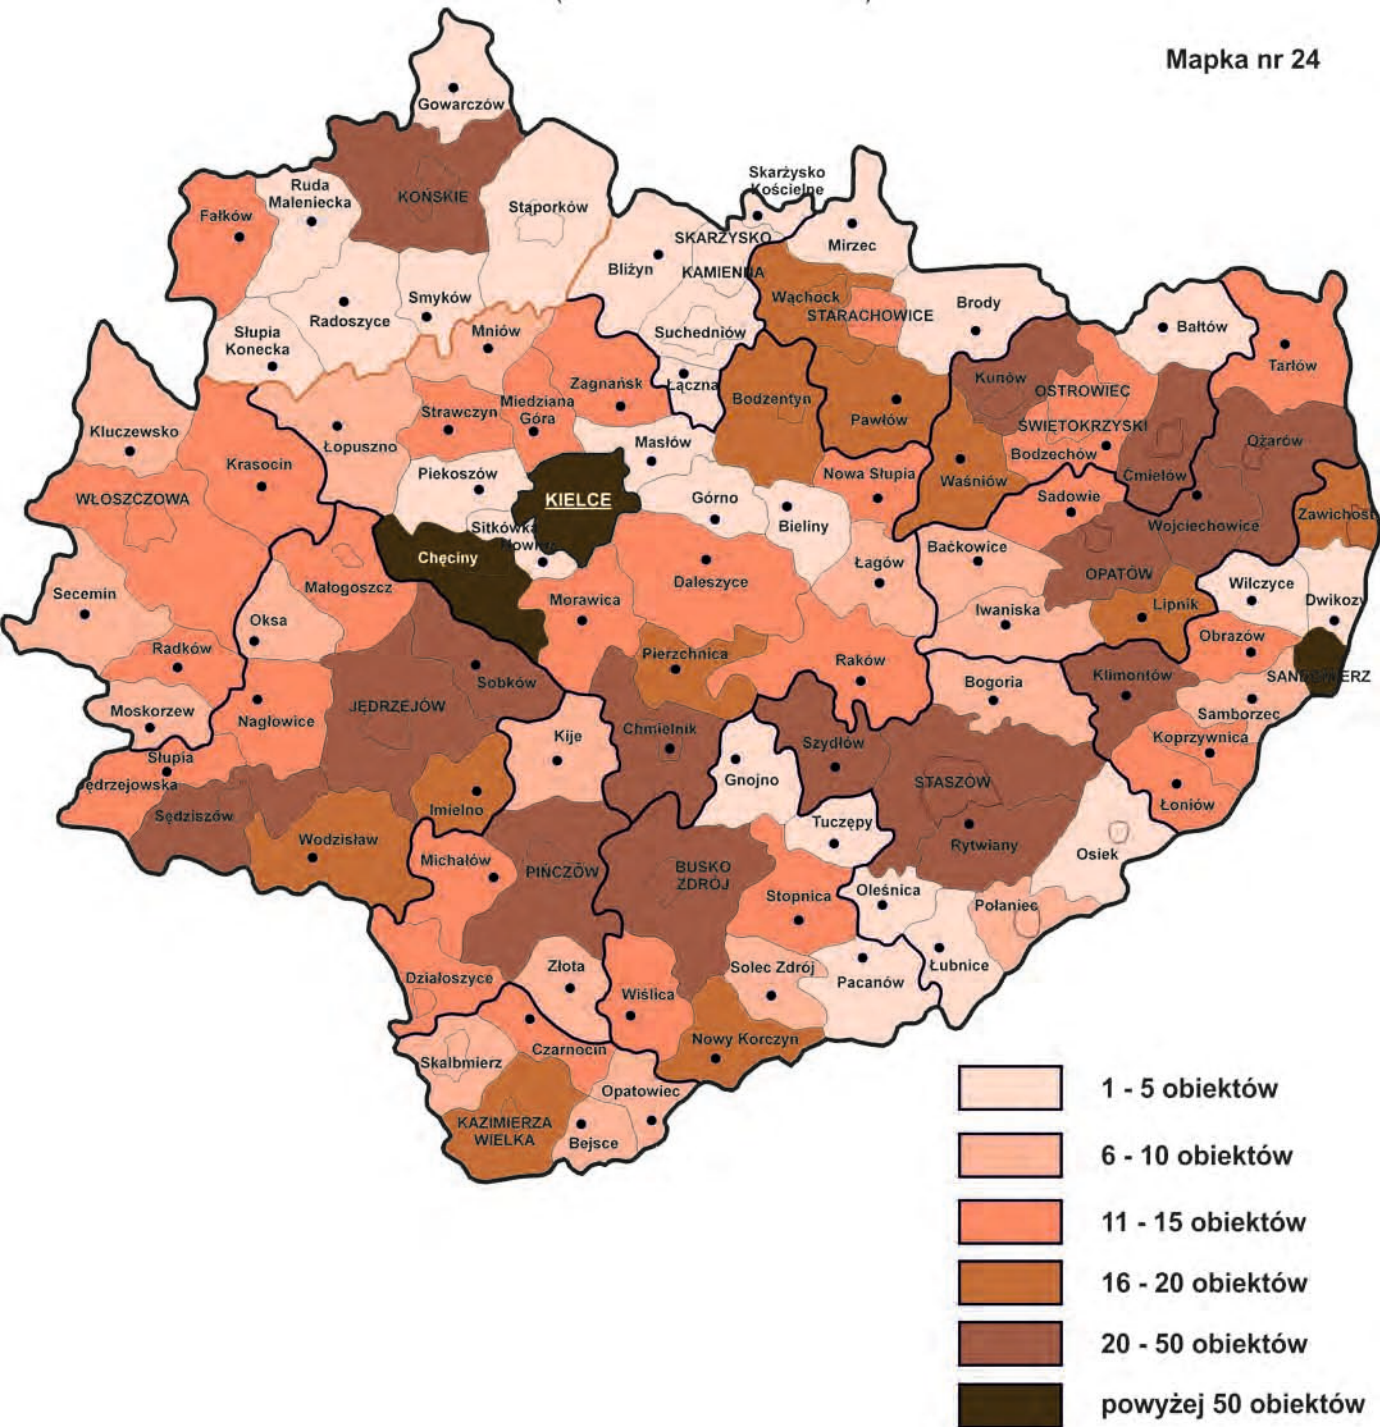 Mapka nr 24
Gowarczów
Skarżysko
Kościelne
Ruda
Maleniecka
KOŃSKIE
Stąporków
Fałków
SKARŻYSKO
KAMIENNA
Mirzec
Bliżyn
Smyków
Wąchock
Brody
Radoszyce
STARACHOWICE
Bałtów
Słupia
Konecka
Mniów
Suchedniów
Tarłów
Zagnańsk
Łączna
Kunów
OSTROWIEC
ŚWIĘTOKRZYSKI
Bodzentyn
Pawłów
Strawczyn
Miedziana
Góra
Kluczewsko
Łopuszno
Masłów
Ożarów
Krasocin
Bodzechów
Piekoszów
Nowa Słupia
Waśniów
Ćmielów
WŁOSZCZOWA
KIELCE
Górno
Sadowie
Bieliny
Wojciechowice
Zawichost
Sitkówka
Chęciny
Łagów
Baćkowice
Daleszyce
OPATÓW
Wilczyce
Małogoszcz
Secemin
Morawica
Lipnik
Dwikozy
Oksa
Iwaniska
Obrazów
Radków
Pierzchnica
Raków
Klimontów
SANDOMIERZ
Sobków
Bogoria
JĘDRZEJÓW
Moskorzew
Nagłowice
Samborzec
Chmielnik
Kije
Koprzywnica
Szydłów
Słupia
ędrzejowska
Gnojno
STASZÓW
Łoniów
Imielno
Sędziszów
Tuczępy
Wodzisław
Rytwiany
Osiek
Michałów
PIŃCZÓW
BUSKO
ZDRÓJ
Oleśnica
Stopnica
Połaniec
Złota
Solec Zdrój
Łubnice
Działoszyce
Pacanów
Wiślica
Nowy Korczyn
Czarnocin
Skalbmierz
Opatowiec
KAZIMIERZA
WIELKA
Bejsce
1 - 5 obiektów
6 - 10 obiektów
11 - 15 obiektów
16 - 20 obiektów
20 - 50 obiektów
powyżej 50 obiektów